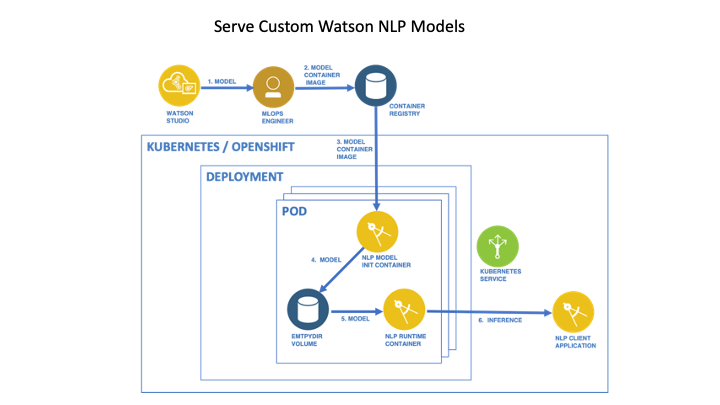 Serve Custom Watson NLP Models
1. MODEL
2. MODEL
CONTAINER
IMAGE
WATSON
STUDIO
MLOPS
ENGINEER
CONTAINER
REGISTRY
3. MODEL
CONTAINER
IMAGE
KUBERNETES / OPENSHIFT
DEPLOYMENT
POD
NLP MODEL
INIT CONTAINER
4. MODEL
KUBERNETES
SERVICE
EMTPYDIR
VOLUME
5. MODEL
NLP RUNTIME
CONTAINER
6. INFERENCE
NLP CLIENT
APPLICATION